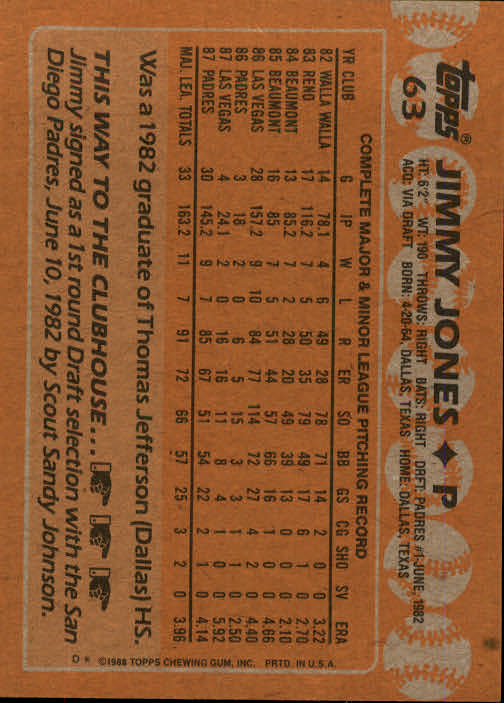 topps®
63
JIMMY JONES ✦ P
HT: 6'2" WT: 190 THROWS: RIGHT BATS: RIGHT DRFT: PADRES #1-JUNE, 1982
ACQ: VIA DRAFT BORN: 4-20-64, DALLAS, TEXAS HOME: DALLAS, TEXAS
COMPLETE MAJOR & MINOR LEAGUE PITCHING RECORD
YR CLUB G IP W L R ER SO BB GS CG SHO SV ERA
82 WALLA WALLA 14 78.1 4 6 49 28 78 71 14 2 0 0 3.22
83 RENO 17 116.2 7 5 50 35 79 49 17 6 1 0 2.70
84 BEAUMONT 13 85.2 7 2 28 20 49 39 13 0 0 0 2.10
85 BEAUMONT 16 85 7 5 51 44 57 66 16 1 0 0 4.66
86 LAS VEGAS 28 157.2 9 10 84 77 114 72 27 4 2 0 4.40
86 PADRES 3 18 2 0 6 5 15 3 3 1 1 0 2.50
87 LAS VEGAS 4 24.1 2 0 16 16 11 8 4 1 0 0 5.92
87 PADRES 30 145.2 9 7 85 67 51 54 22 2 1 0 4.14
MAJ. LEA. TOTALS 33 163.2 11 7 91 72 66 57 25 3 2 0 3.96
Was a 1982 graduate of Thomas Jefferson (Dallas) HS.
THIS WAY TO THE CLUBHOUSE...
Jimmy signed as a 1st round Draft selection with the San
Diego Padres, June 10, 1982 by Scout Sandy Johnson.
D* ©1988 TOPPS CHEWING GUM, INC. PRTD. IN U.S.A.